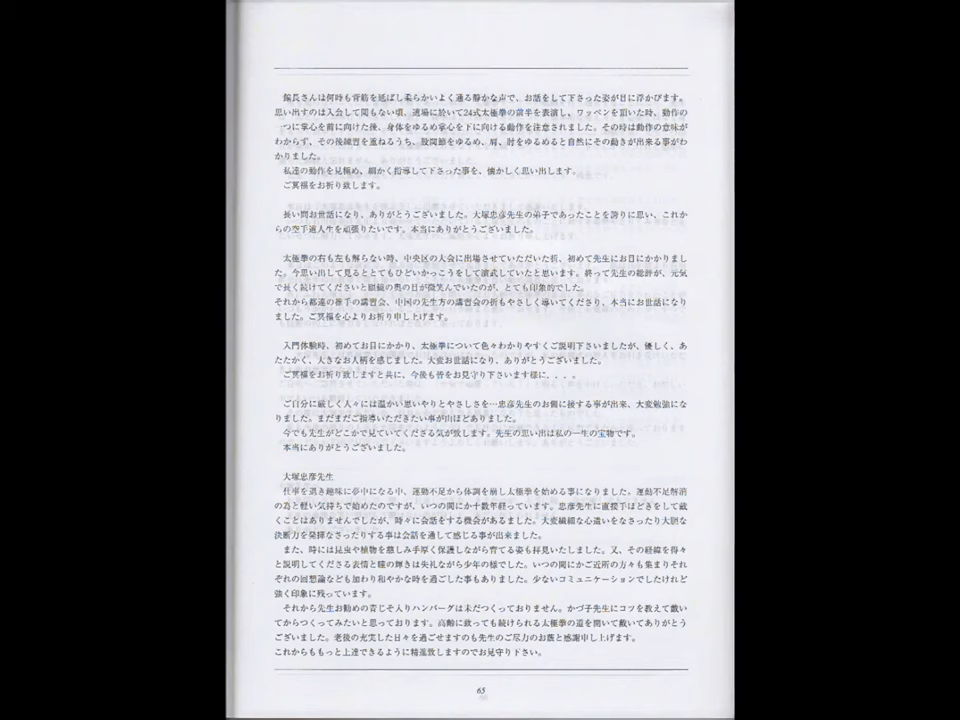 館長さんは何時も背筋を延ばし柔らかいよく通る静かな声で、お話をして下さった姿が目に浮かびます。
思い出すのは入会して間もない頃、道場に於いて24式太極拳の前半を表演し、ワッペンを頂いた時、動作の
一つに掌心を前に向けた後、身体をゆるめ掌心を下に向ける動作を注意されました。その時は動作の意味が
わからず、その後練習を重ねるうち、股関節をゆるめ、肩、肘をゆるめると自然にその動きが出来る事がわ
かりました。
私達の動作を見極め、細かく指導して下さった事を、懐かしく思い出します。
ご冥福をお祈り致します。
長い間お世話になり、ありがとうございました。大塚忠彦先生の弟子であったことを誇りに思い、これか
らの空手道人生を頑張りたいです。本当にありがとうございました。
太極拳の右も左も解らない時、中央区の大会に出場させていただいた折、初めて先生にお目にかかりまし
た。今思い出して見るととてもひどいかっこうをして演武していたと思います。終って先生の総評が、元気
で長く続けてくださいと眼鏡の奥の目が微笑んでいたのが、とても印象的でした。
それから都連の推手の講習会、中国の先生方の講習会の折もやさしく導いてくださり、本当にお世話になり
ました。ご冥福を心よりお祈り申し上げます。
入門体験時、初めてお目にかかり、太極拳について色々わかりやすくご説明下さいましたが、優しく、あ
たたかく、大きなお人柄を感じました。大変お世話になり、ありがとうございました。
ご冥福をお祈り致しますと共に、今後も皆をお見守り下さいます様に．．．。
ご自分に厳しく人々には温かい思いやりとやさしさを…忠彦先生のお側に接する事が出来、大変勉強にな
りました。まだまだご指導いただきたい事が山ほどありました。
今でも先生がどこかで見ていてくださる気が致します。先生の思い出は私の一生の宝物です。
本当にありがとうございました。
大塚忠彦先生
仕事を退き趣味に夢中になる中、運動不足から体調を崩し太極拳を始める事になりました。運動不足解消
の為と軽い気持ちで始めたのですが、いつの間にか十数年経っています。忠彦先生に直接手ほどきをして戴
くことはありませんでしたが、時々に会話をする機会があるました。大変繊細な心遣いをなさったり大胆な
決断力を発揮なさったりする事は会話を通して感じる事が出来ました。
また、時には昆虫や植物を慈しみ手厚く保護しながら育てる姿も拝見いたしました。又、その経緯を得々
と説明してくださる表情と瞳の輝きは失礼ながら少年の様でした。いつの間にかご近所の方々も集まりそれ
ぞれの回想論なども加わり和やかな時を過ごした事もありました。少ないコミュニケーションでしたけれど
強く印象に残っています。
それから先生お勧めの青じそ入りハンバーグは未だつくっておりません。かづ子先生にコツを教えて戴い
てからつくってみたいと思っております。高齢に致っても続けられる太極拳の道を開いて戴いてありがとう
ございました。老後の充実した日々を過ごせますのも先生のご尽力のお蔭と感謝申し上げます。
これからももっと上達できるように精進致しますのでお見守り下さい。
65